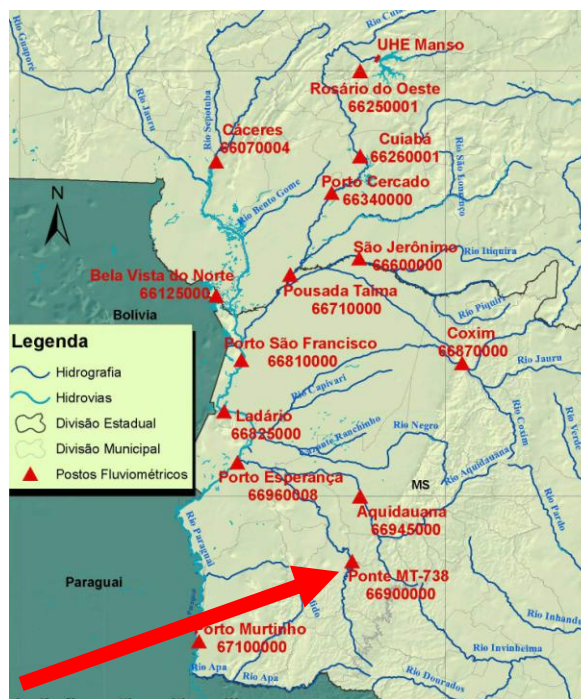 Rio Guaporé
Rio Jauru
Rio Sepotuba
UHE Manso
Rosário do Oeste
66250001
Cáceres
66070004
Cuiabá
66260001
Rio São Lourenço
Rio Bento Gome
Porto Cercado
66340000
N
São Jerônimo
66600000
Rio Itiquira
Bela Vista do Norte
66125000
Pousada Taima
66710000
Rio Piquiri
Bolivia
Legenda
Hidrografia
Hidrovias
Divisão Estadual
Divisão Municipal
Postos Fluviométricos
Porto São Francisco
66810000
Coxim
66870000
Rio Jauru
Rio Capivari
Rio Coxim
Rio Verde
Ladário
66825000
Ranchinho
Rio Negro
Porto Esperança
66960008
Rio Aquidauana
MS
Aquidauana
66945000
Rio Pardo
Rio Paraguai
Paraguai
Ponte MT-738
66900000
Rio Inhandu
Porto Murtinho
67100000
Rio Invinheima
Rio Apa
Rio Apa
Rio Dourados